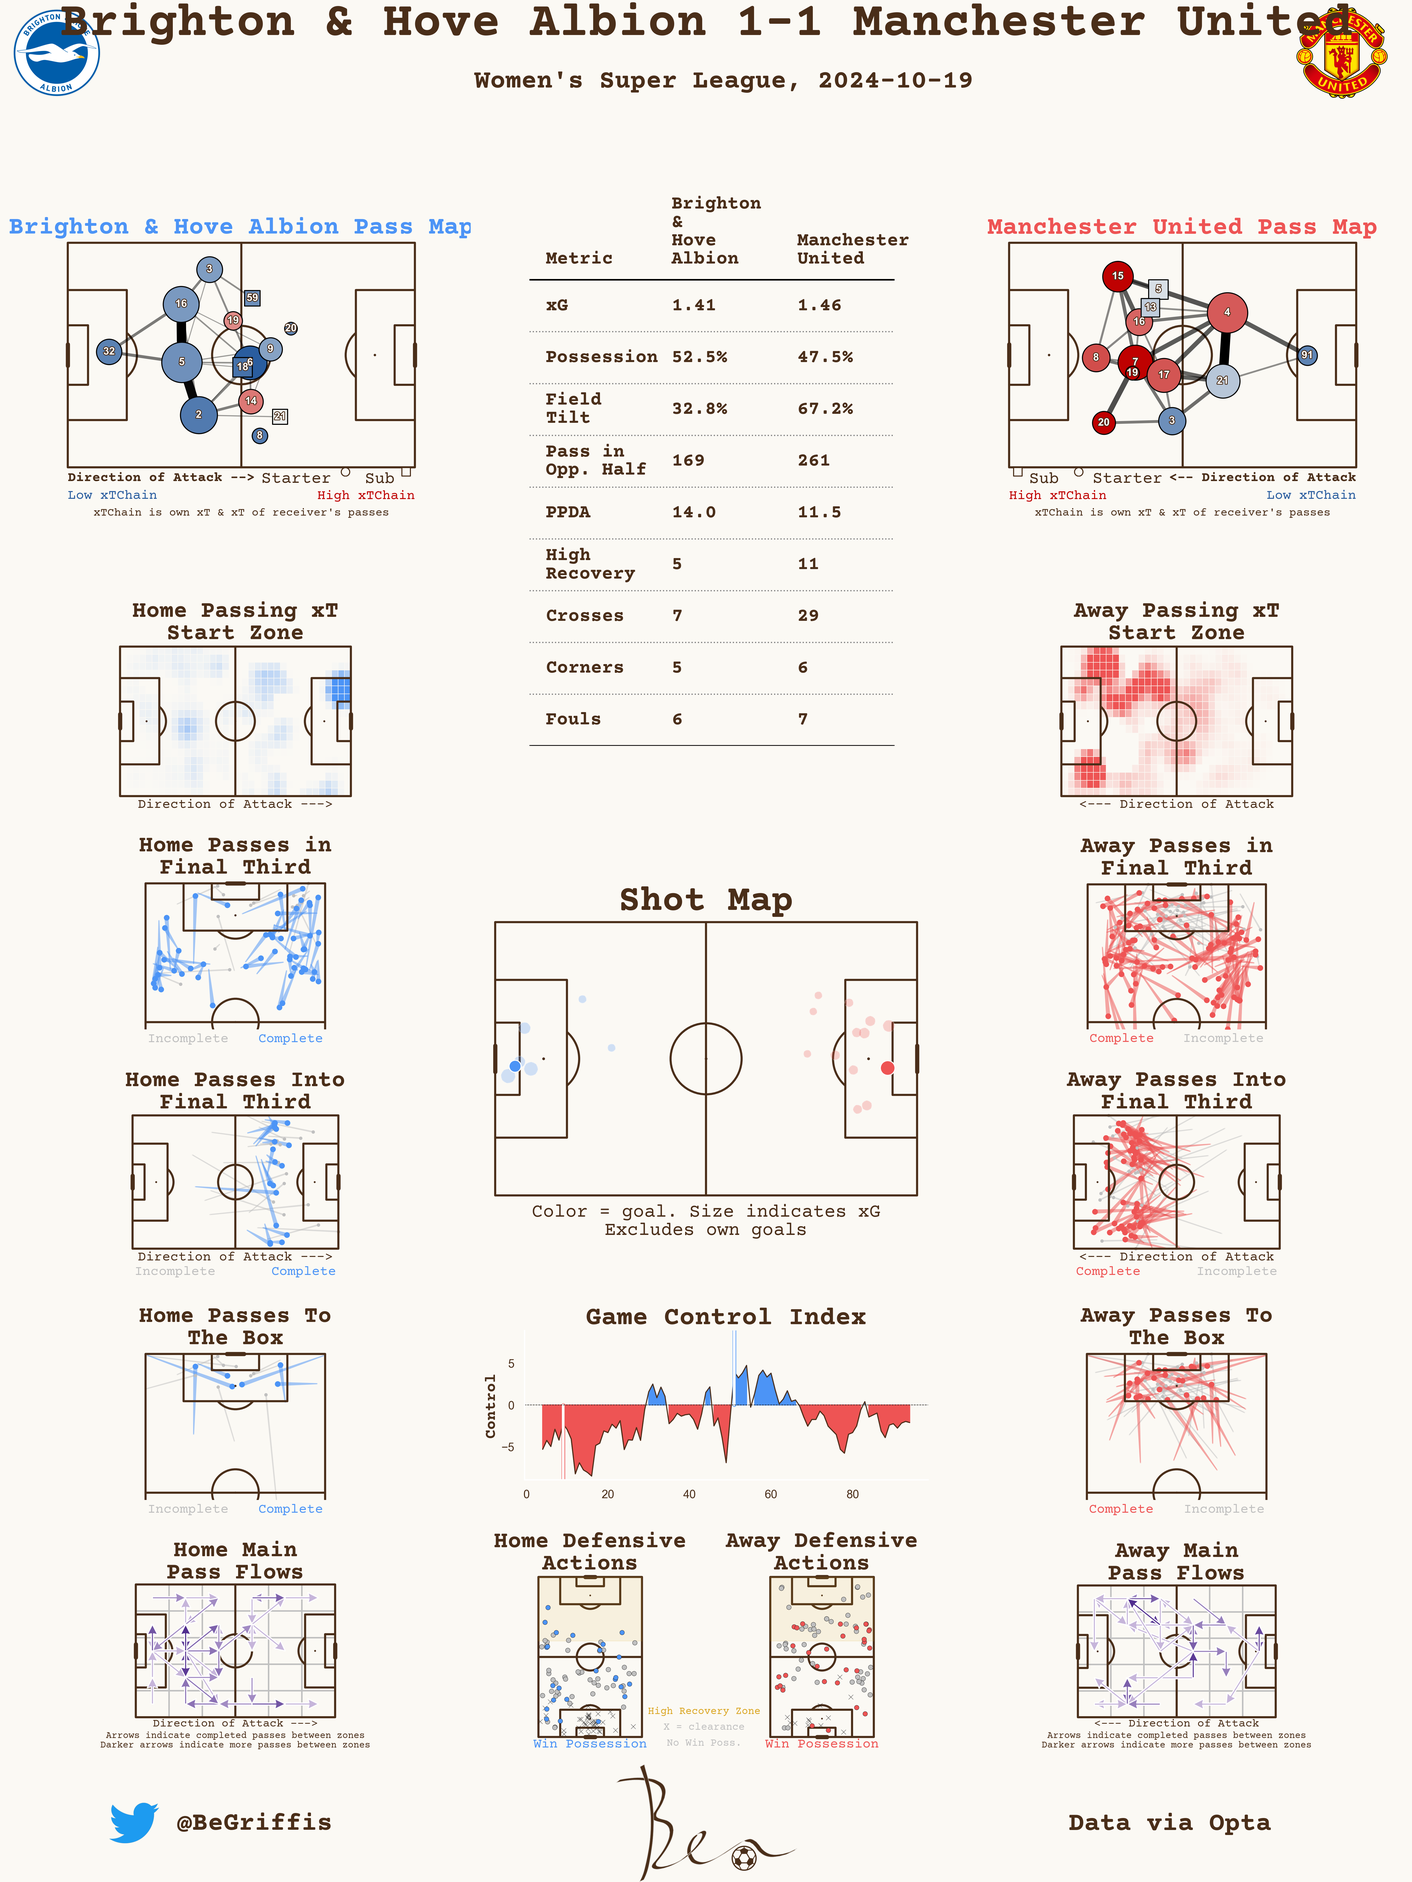 Brighton & Hove Albion 1-1 Manchester United
Women's Super League, 2024-10-19
BRIGHTON & HOVE
ALBION
MANCHESTER
UNITED
Brighton & Hove Albion Pass Map
3
59
16
19
20
32
5
9
6
18
2
14
21
8
Direction of Attack --> Starter Sub
Low xTChain High xTChain
xTChain is own xT & xT of receiver's passes
Metric Brighton & Hove Albion Manchester United
xG 1.41 1.46
Possession 52.5% 47.5%
Field Tilt 32.8% 67.2%
Pass in Opp. Half 169 261
PPDA 14.0 11.5
High Recovery 5 11
Crosses 7 29
Corners 5 6
Fouls 6 7
Manchester United Pass Map
15
5
13
16
4
8
7
19
17
91
21
20
3
Sub Starter <-- Direction of Attack
High xTChain Low xTChain
xTChain is own xT & xT of receiver's passes
Home Passing xT
Start Zone
Direction of Attack --->
Away Passing xT
Start Zone
<--- Direction of Attack
Home Passes in
Final Third
Incomplete Complete
Away Passes in
Final Third
Complete Incomplete
Shot Map
Color = goal. Size indicates xG
Excludes own goals
Home Passes Into
Final Third
Direction of Attack --->
Incomplete Complete
Away Passes Into
Final Third
<--- Direction of Attack
Complete Incomplete
Home Passes To
The Box
Incomplete Complete
Game Control Index
Control
5
0
−5
0 20 40 60 80
Away Passes To
The Box
Complete Incomplete
Home Main
Pass Flows
Direction of Attack --->
Arrows indicate completed passes between zones
Darker arrows indicate more passes between zones
Home Defensive
Actions
Win Possession
Away Defensive
Actions
Win Possession
High Recovery Zone
X = clearance
No Win Poss.
Away Main
Pass Flows
<--- Direction of Attack
Arrows indicate completed passes between zones
Darker arrows indicate more passes between zones
@BeGriffis
Ben
Data via Opta